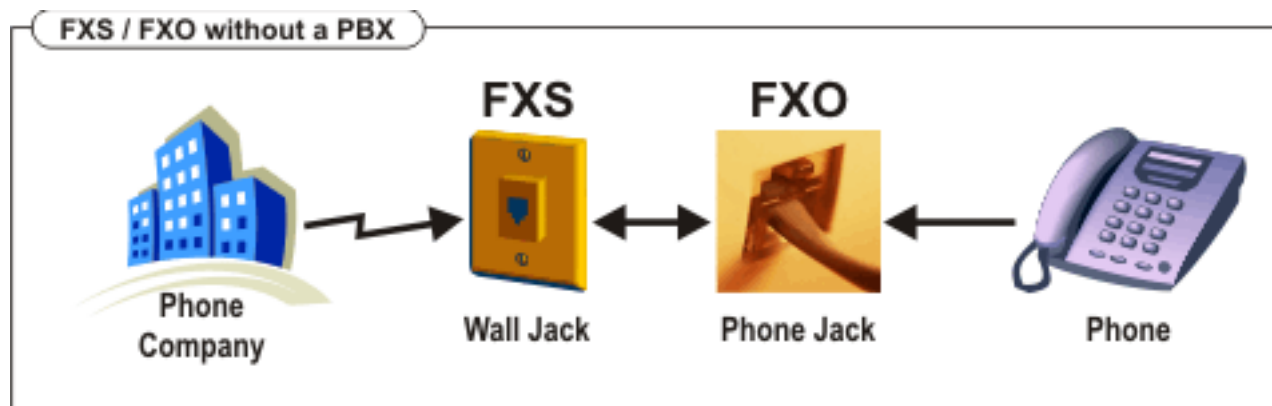 FXS / FXO without a PBX
FXS
FXO
Phone
Company
Wall Jack
Phone Jack
Phone